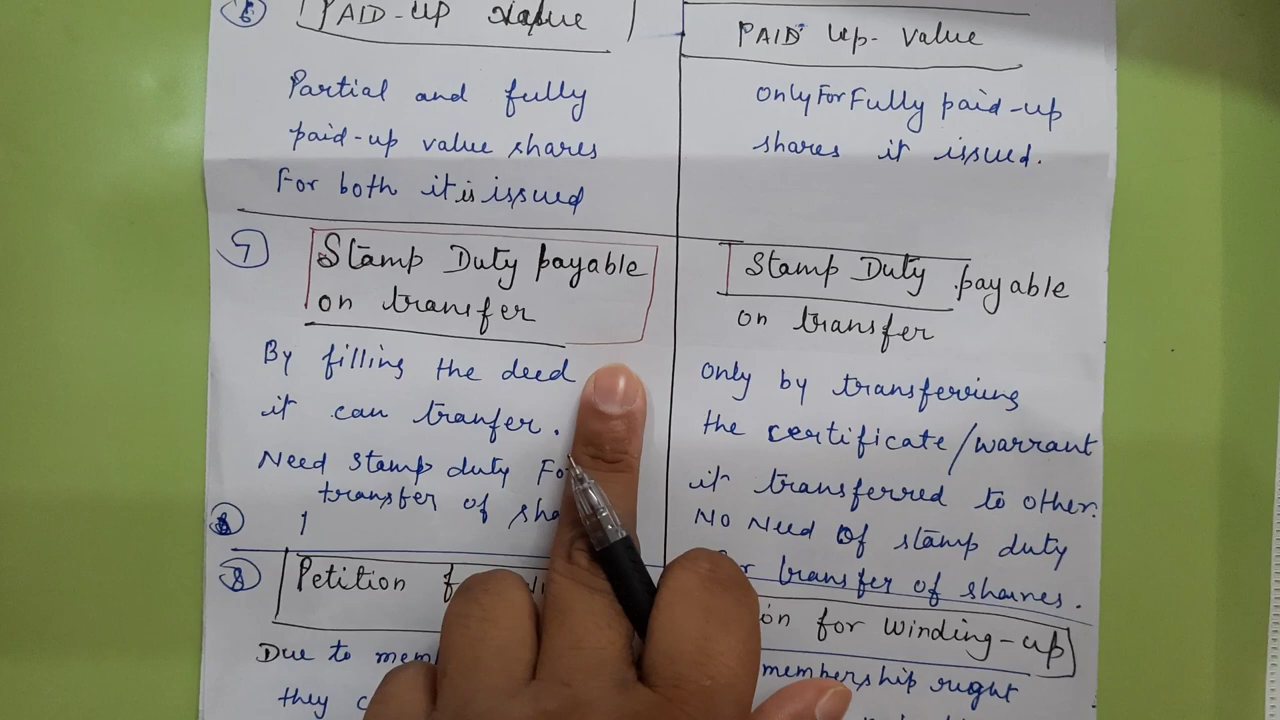 6 PAID-UP value
Partial and fully
paid-up value shares
For both it is issued
7 Stamp Duty payable
on transfer
By filling the deed
it can tranfer.
Need stamp duty
transfer of
8 Petition
Due to
they
PAID up-value
only For Fully paid-up
shares it issued.
Stamp Duty payable
on transfer
only by transferring
the certificate/warrant
it transferred to other.
No Need of stamp duty
transfer of shares.
for winding-up
membership right